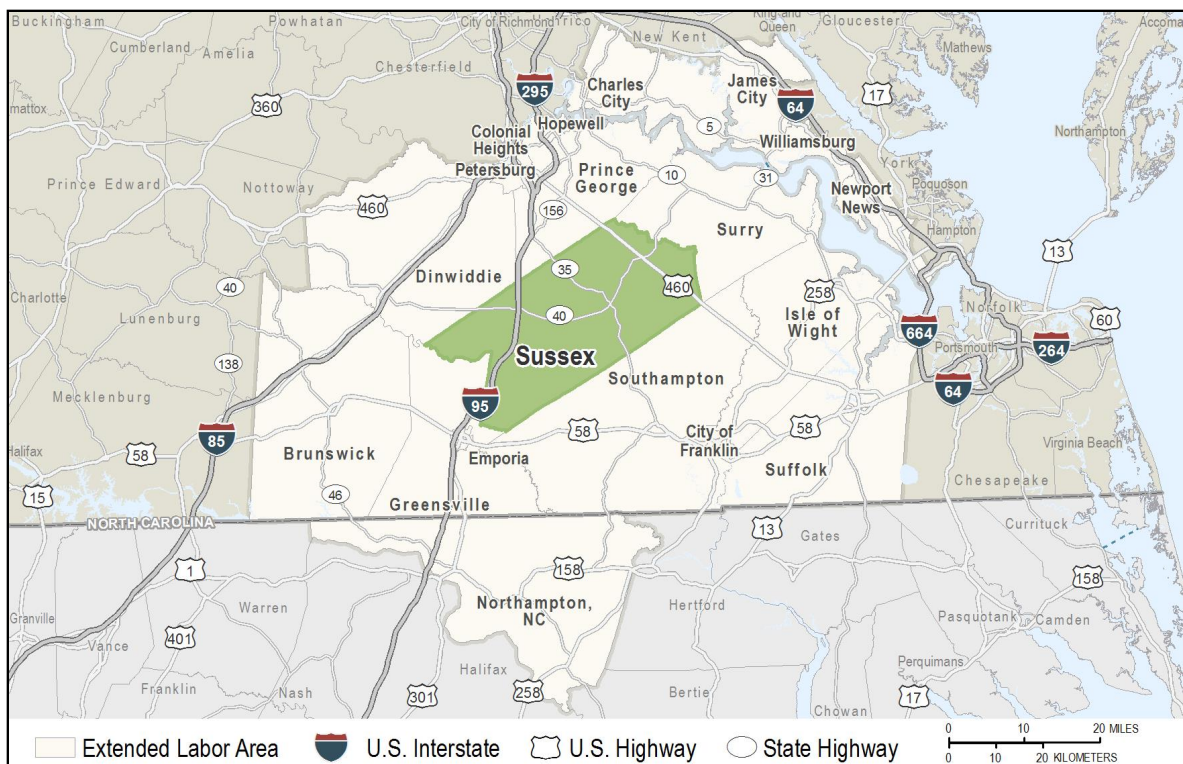 Buckingham
Powhatan
City of Richmond
rico
King and
Queen
Gloucester
Accoma
Cumberland
Amelia
New Kent
Mathews
Chesterfield
Charles
City
James
City
295
64
17
mattox
360
Hopewell
5
Northampton
Colonial
Heights
Williamsburg
York
Petersburg
Prince
George
10
31
Prince Edward
Nottoway
Newport
News
Poquoson
460
156
Hampton
Surry
13
Dinwiddie
35
460
258
Charlotte
40
Lunenburg
40
Isle of
Wight
Norfolk
60
664
264
138
Sussex
Portsmouth
Southampton
64
Mecklenburg
95
85
58
City of
Franklin
58
Halifax
58
Brunswick
Emporia
Suffolk
Virginia Beach
15
46
Greensville
Chesapeake
NORTH CAROLINA
13
Gates
Currituck
1
158
158
Northampton,
NC
Granville
Warren
Hertford
Pasquotank
Camden
401
Vance
Halifax
Perquimans
Franklin
Nash
301
258
Bertie
17
Chowan
Extended Labor Area
U.S. Interstate
U.S. Highway
State Highway
0 10 20 MILES
0 10 20 KILOMETERS